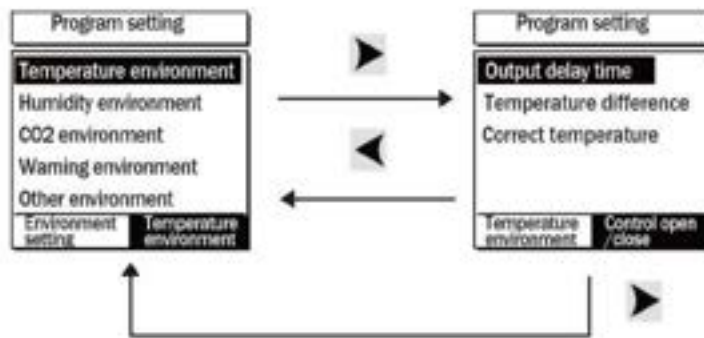 Program setting
Temperature environment
Humidity environment
CO2 environment
Warning environment
Other environment
Environment
setting
Temperature
environment
Program setting
Output delay time
Temperature difference
Correct temperature
Temperature
environment
Control open
/close